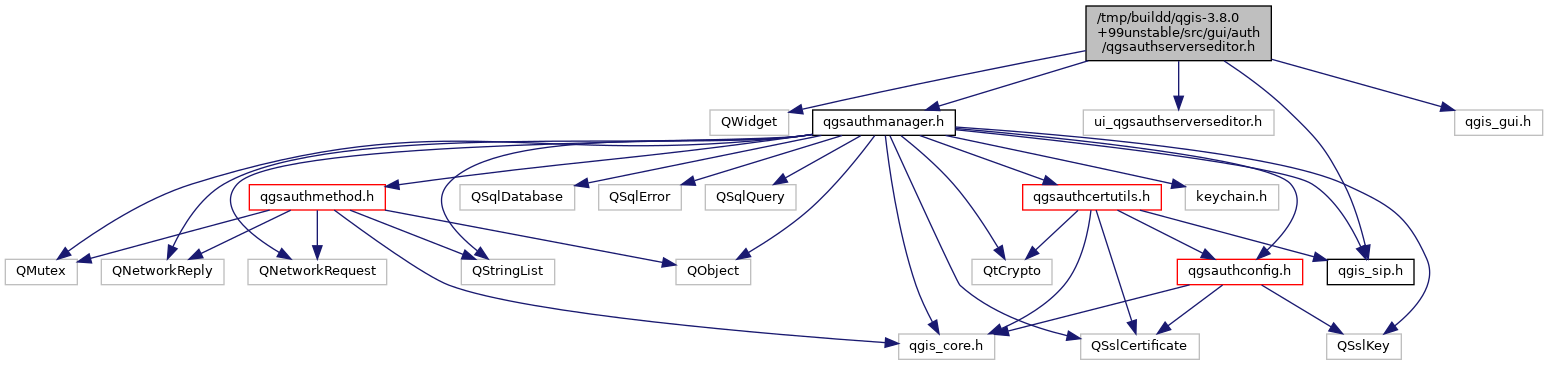 /tmp/buildd/qgis-3.8.0
+99unstable/src/gui/auth
/qgsauthserverseditor.h
QWidget
qgsauthmanager.h
ui_qgsauthserverseditor.h
qgis_gui.h
qgsauthmethod.h
QSqlDatabase
QSqlError
QSqlQuery
qgsauthcertutils.h
keychain.h
QMutex
QNetworkReply
QNetworkRequest
QStringList
QObject
QtCrypto
qgsauthconfig.h
qgis_sip.h
qgis_core.h
QSslCertificate
QSslKey